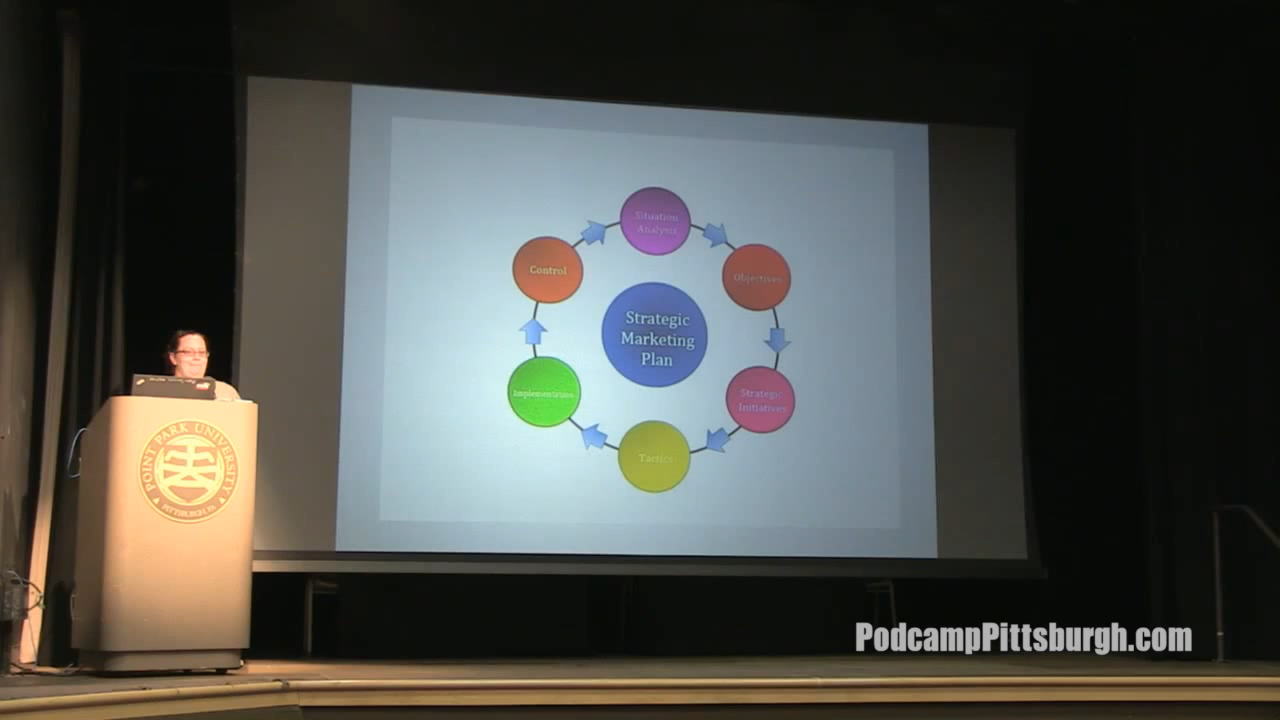 Situation
Analysis
Control
Objectives
Strategic
Marketing
Plan
Implementation
Strategic
Initiatives
Tactics
POINT PARK UNIVERSITY
PITTSBURGH, PA
PodcampPittsburgh.com